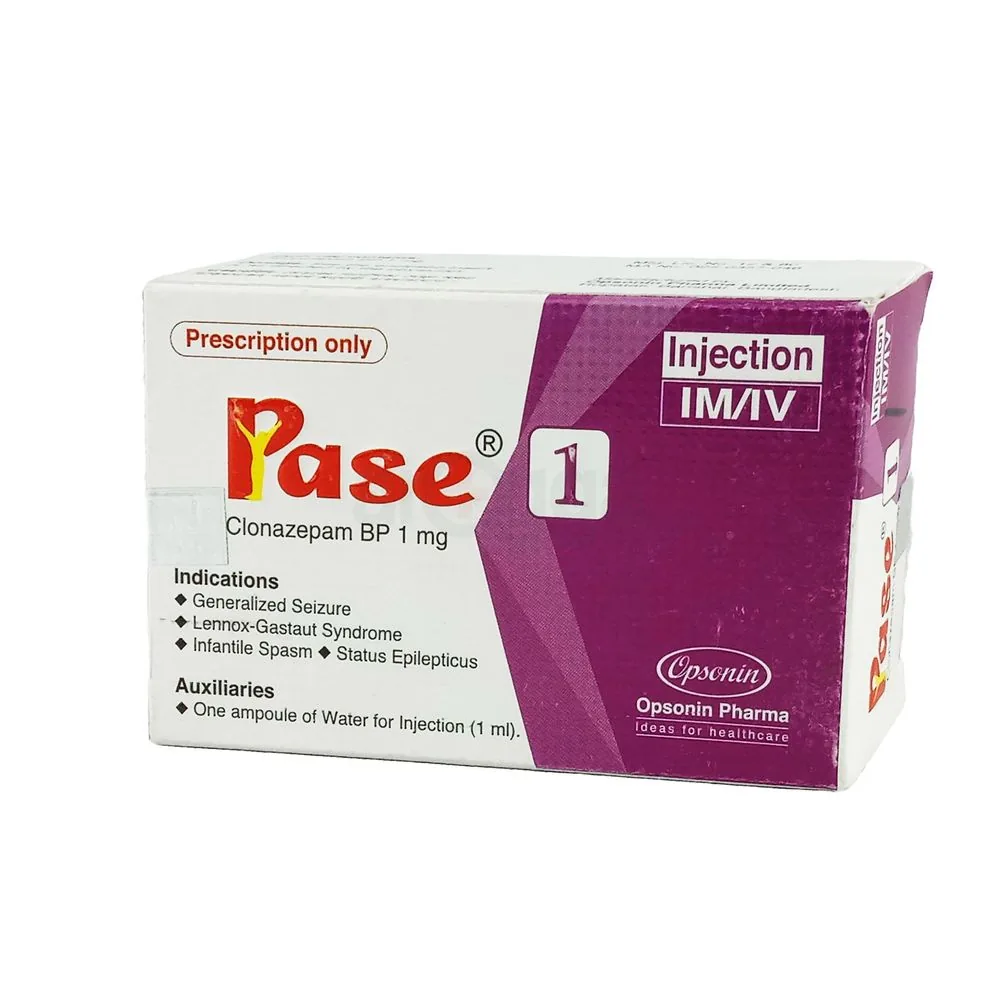 Prescription only
Injection
IM/IV
Pase® 1
Clonazepam BP 1 mg
Indications
◆ Generalized Seizure
◆ Lennox-Gastaut Syndrome
◆ Infantile Spasm ◆ Status Epilepticus
Auxiliaries
◆ One ampoule of Water for Injection (1 ml).
Opsonin
Opsonin Pharma
Ideas for healthcare
Injection
IM/IV
Pase® 1